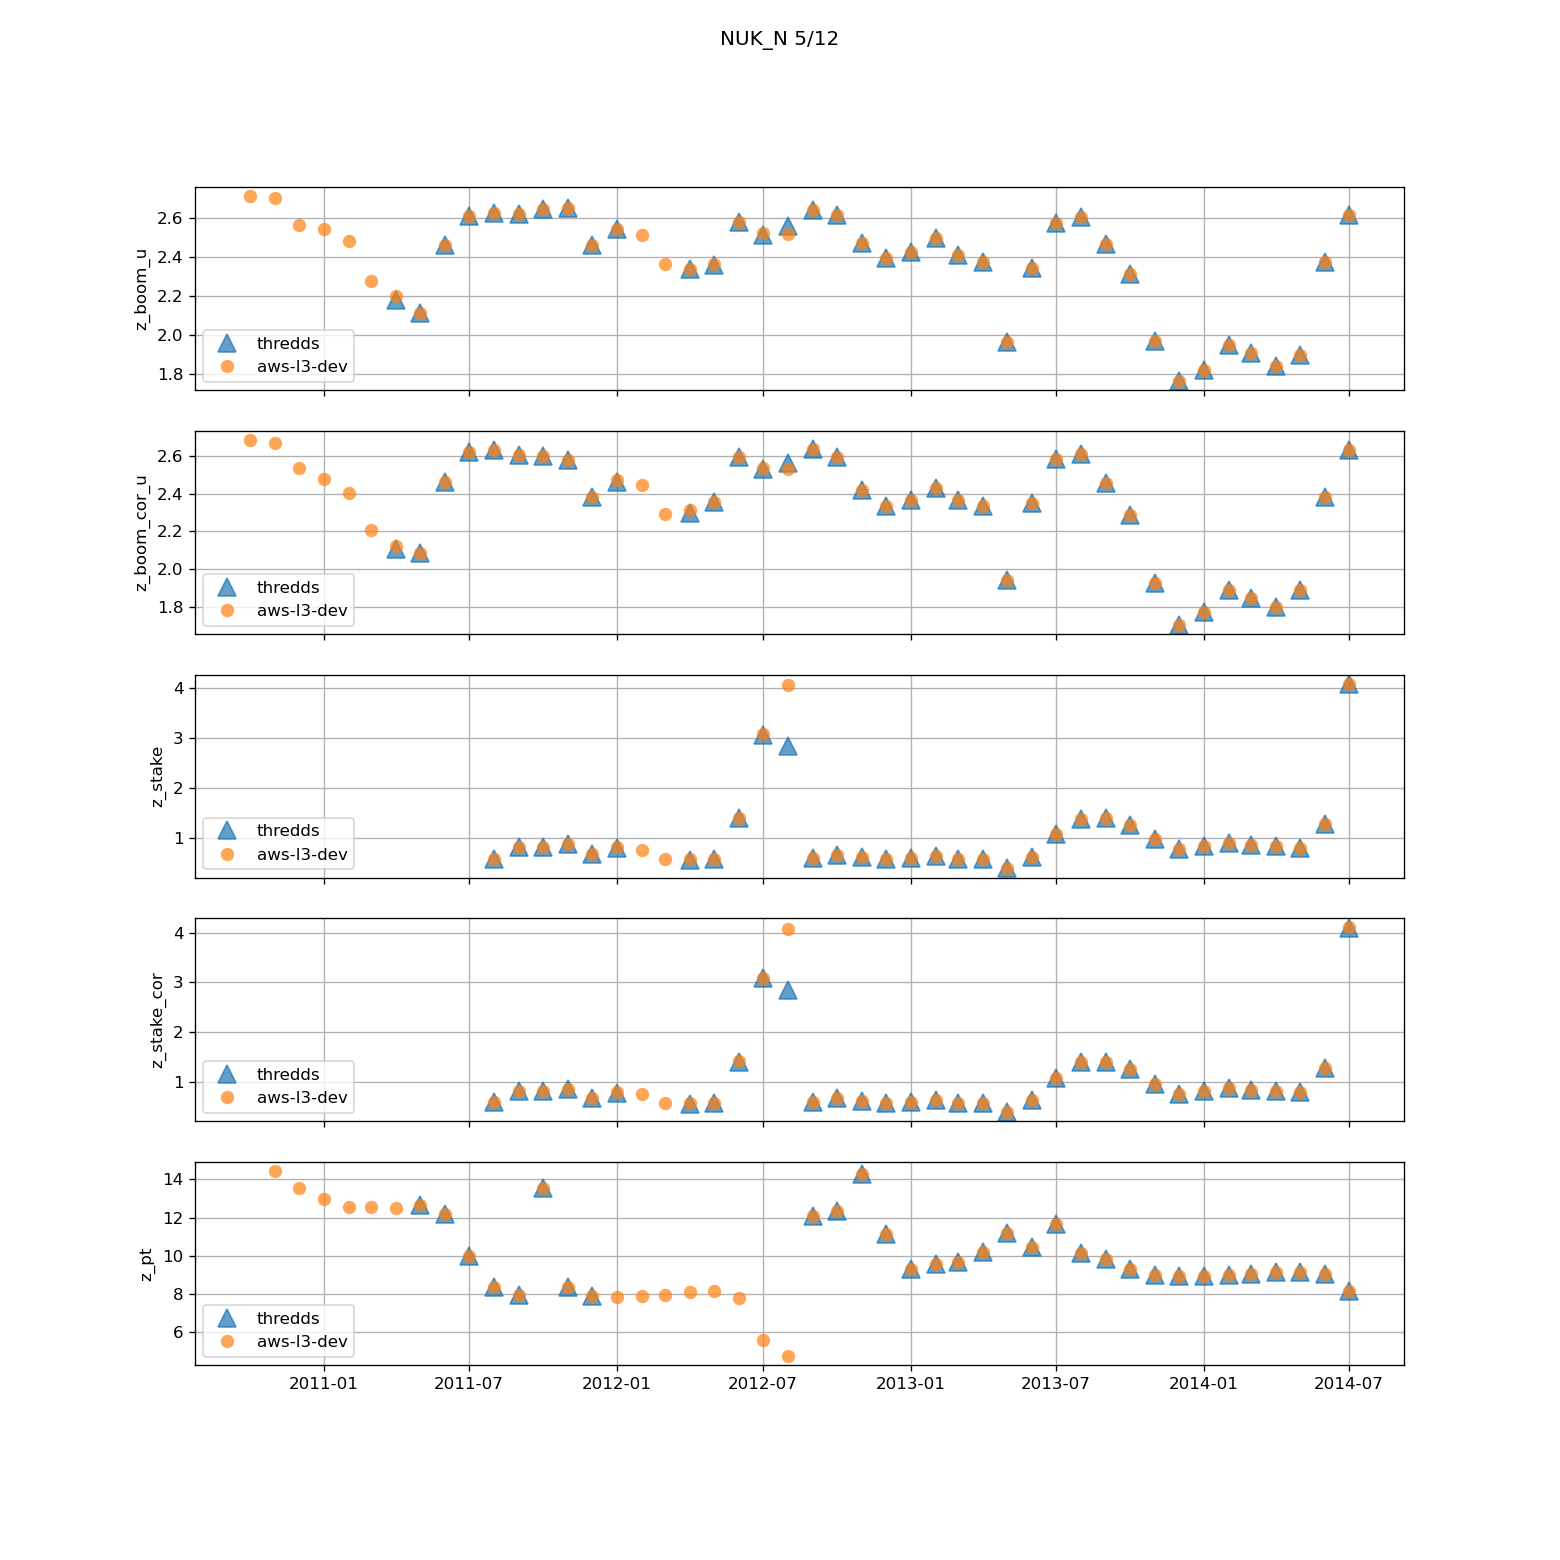 NUK_N 5/12
z_boom_u
2.6
2.4
2.2
2.0
1.8
thredds
aws-l3-dev
z_boom_cor_u
2.6
2.4
2.2
2.0
1.8
thredds
aws-l3-dev
z_stake
4
3
2
1
thredds
aws-l3-dev
z_stake_cor
4
3
2
1
thredds
aws-l3-dev
z_pt
14
12
10
8
6
thredds
aws-l3-dev
2011-01 2011-07 2012-01 2012-07 2013-01 2013-07 2014-01 2014-07